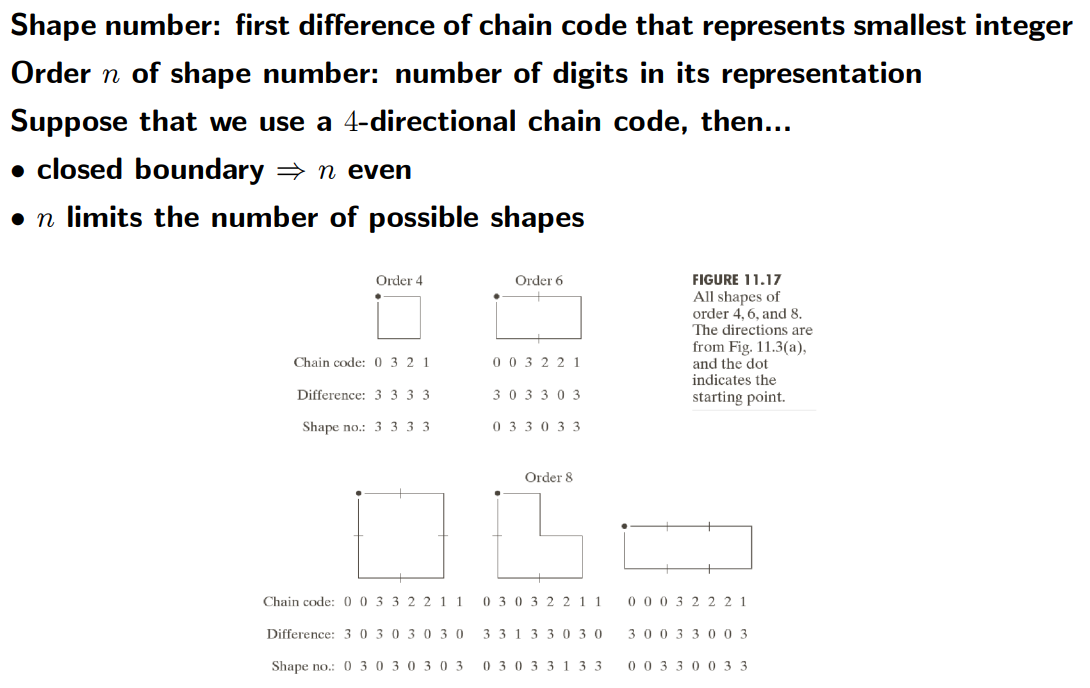 Shape number: first difference of chain code that represents smallest integer
Order n of shape number: number of digits in its representation
Suppose that we use a 4-directional chain code, then...
• closed boundary ⇒ n even
• n limits the number of possible shapes
Order 4
Order 6
Chain code: 0 3 2 1 0 0 3 2 2 1
Difference: 3 3 3 3 3 0 3 3 0 3
Shape no.: 3 3 3 3 0 3 3 0 3 3
FIGURE 11.17
All shapes of
order 4, 6, and 8.
The directions are
from Fig. 11.3(a),
and the dot
indicates the
starting point.
Order 8
Chain code: 0 0 3 3 2 2 1 1 0 3 0 3 2 2 1 1 0 0 0 3 2 2 2 1
Difference: 3 0 3 0 3 0 3 0 3 3 1 3 3 0 3 0 3 0 0 3 3 0 0 3
Shape no.: 0 3 0 3 0 3 0 3 0 3 0 3 3 1 3 3 0 0 3 3 0 0 3 3